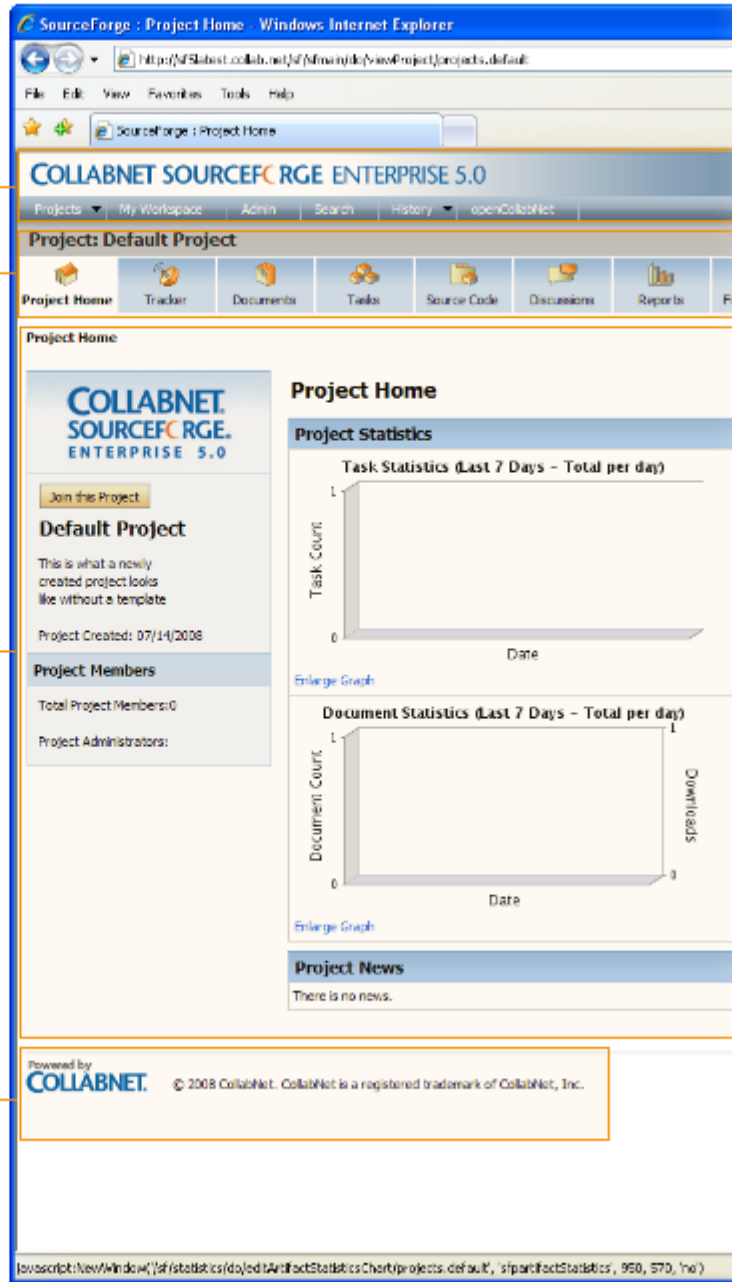 SourceForge : Project Home - Windows Internet Explorer
http://sf5latest.collab.net/sf/sfmain/do/viewProject/projects.default
File Edit View Favorites Tools Help
SourceForge : Project Home
COLLABNET SOURCEFORGE ENTERPRISE 5.0
Projects My Workspace Admin Search History openCollabNet
Project: Default Project
Project Home Tracker Documents Tasks Source Code Discussions Reports
Project Home
COLLABNET.
SOURCEFORGE.
ENTERPRISE 5.0
Join this Project
Default Project
This is what a newly
created project looks
like without a template
Project Created: 07/14/2008
Project Members
Total Project Members:0
Project Administrators:
Project Home
Project Statistics
Task Statistics (Last 7 Days - Total per day)
1
Task Count
0
Date
Enlarge Graph
Document Statistics (Last 7 Days - Total per day)
1
1
Document Count
Downloads
0
0
Date
Enlarge Graph
Project News
There is no news.
Powered by
COLLABNET.
© 2008 CollabNet. CollabNet is a registered trademark of CollabNet, Inc.
javascript:NewWindow('/sf/statistics/do/editArtifactStatisticsChart/projects.default', 'sfpartifactStatistics', 950, 570, 'no')